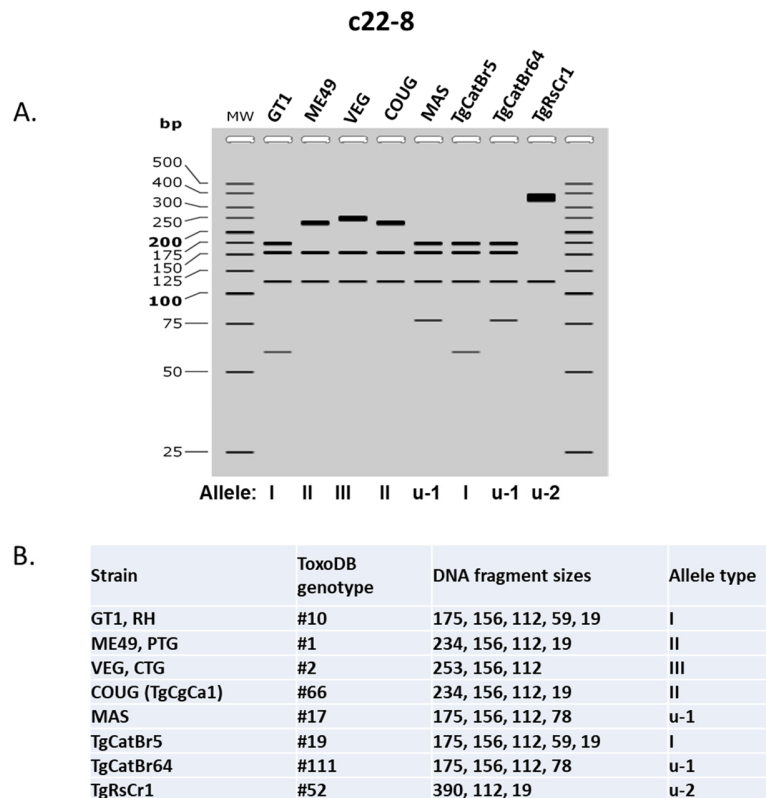 c22-8
A.
MW GT1 ME49 VEG COUG MAS TgCatBr5 TgCatBr64 TgRsCr1
bp
500
400
300
250
200
175
150
125
100
75
50
25
Allele: I II III II u-1 I u-1 u-2
B.
Strain ToxoDB genotype DNA fragment sizes Allele type
GT1, RH #10 175, 156, 112, 59, 19 I
ME49, PTG #1 234, 156, 112, 19 II
VEG, CTG #2 253, 156, 112 III
COUG (TgCgCa1) #66 234, 156, 112, 19 II
MAS #17 175, 156, 112, 78 u-1
TgCatBr5 #19 175, 156, 112, 59, 19 I
TgCatBr64 #111 175, 156, 112, 78 u-1
TgRsCr1 #52 390, 112, 19 u-2